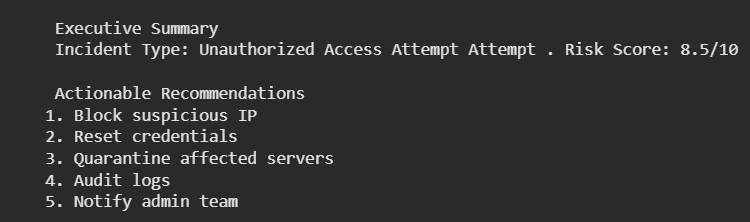 Executive Summary
Incident Type: Unauthorized Access Attempt Attempt . Risk Score: 8.5/10
Actionable Recommendations
1. Block suspicious IP
2. Reset credentials
3. Quarantine affected servers
4. Audit logs
5. Notify admin team